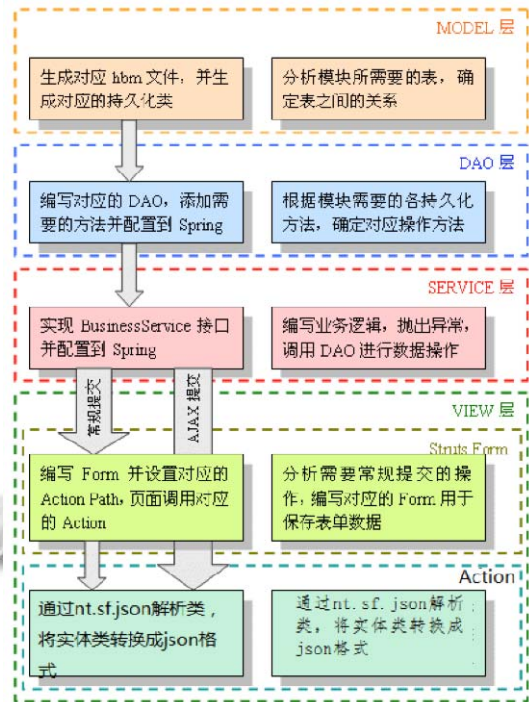 MODEL 层
生成对应 hbm 文件，并生
成对应的持久化类
分析模块所需要的表，确
定表之间的关系
DAO 层
编写对应的 DAO，添加需
要的方法并配置到 Spring
根据模块需要的各持久化
方法，确定对应操作方法
SERVICE 层
实现 BusinessService 接口
并配置到 Spring
编写业务逻辑，抛出异常，
调用 DAO 进行数据操作
常规提交
AJAX 提交
VIEW 层
Struts Form
编写 Form 并设置对应的
Action Path，页面调用对应
的 Action
分析需要常规提交的操
作，编写对应的 Form 用于
保存表单数据
Action
通过nt.sf.json解析类，
将实体类转换成json格
式
通过nt.sf.json解析
类，将实体类转换成
json格式